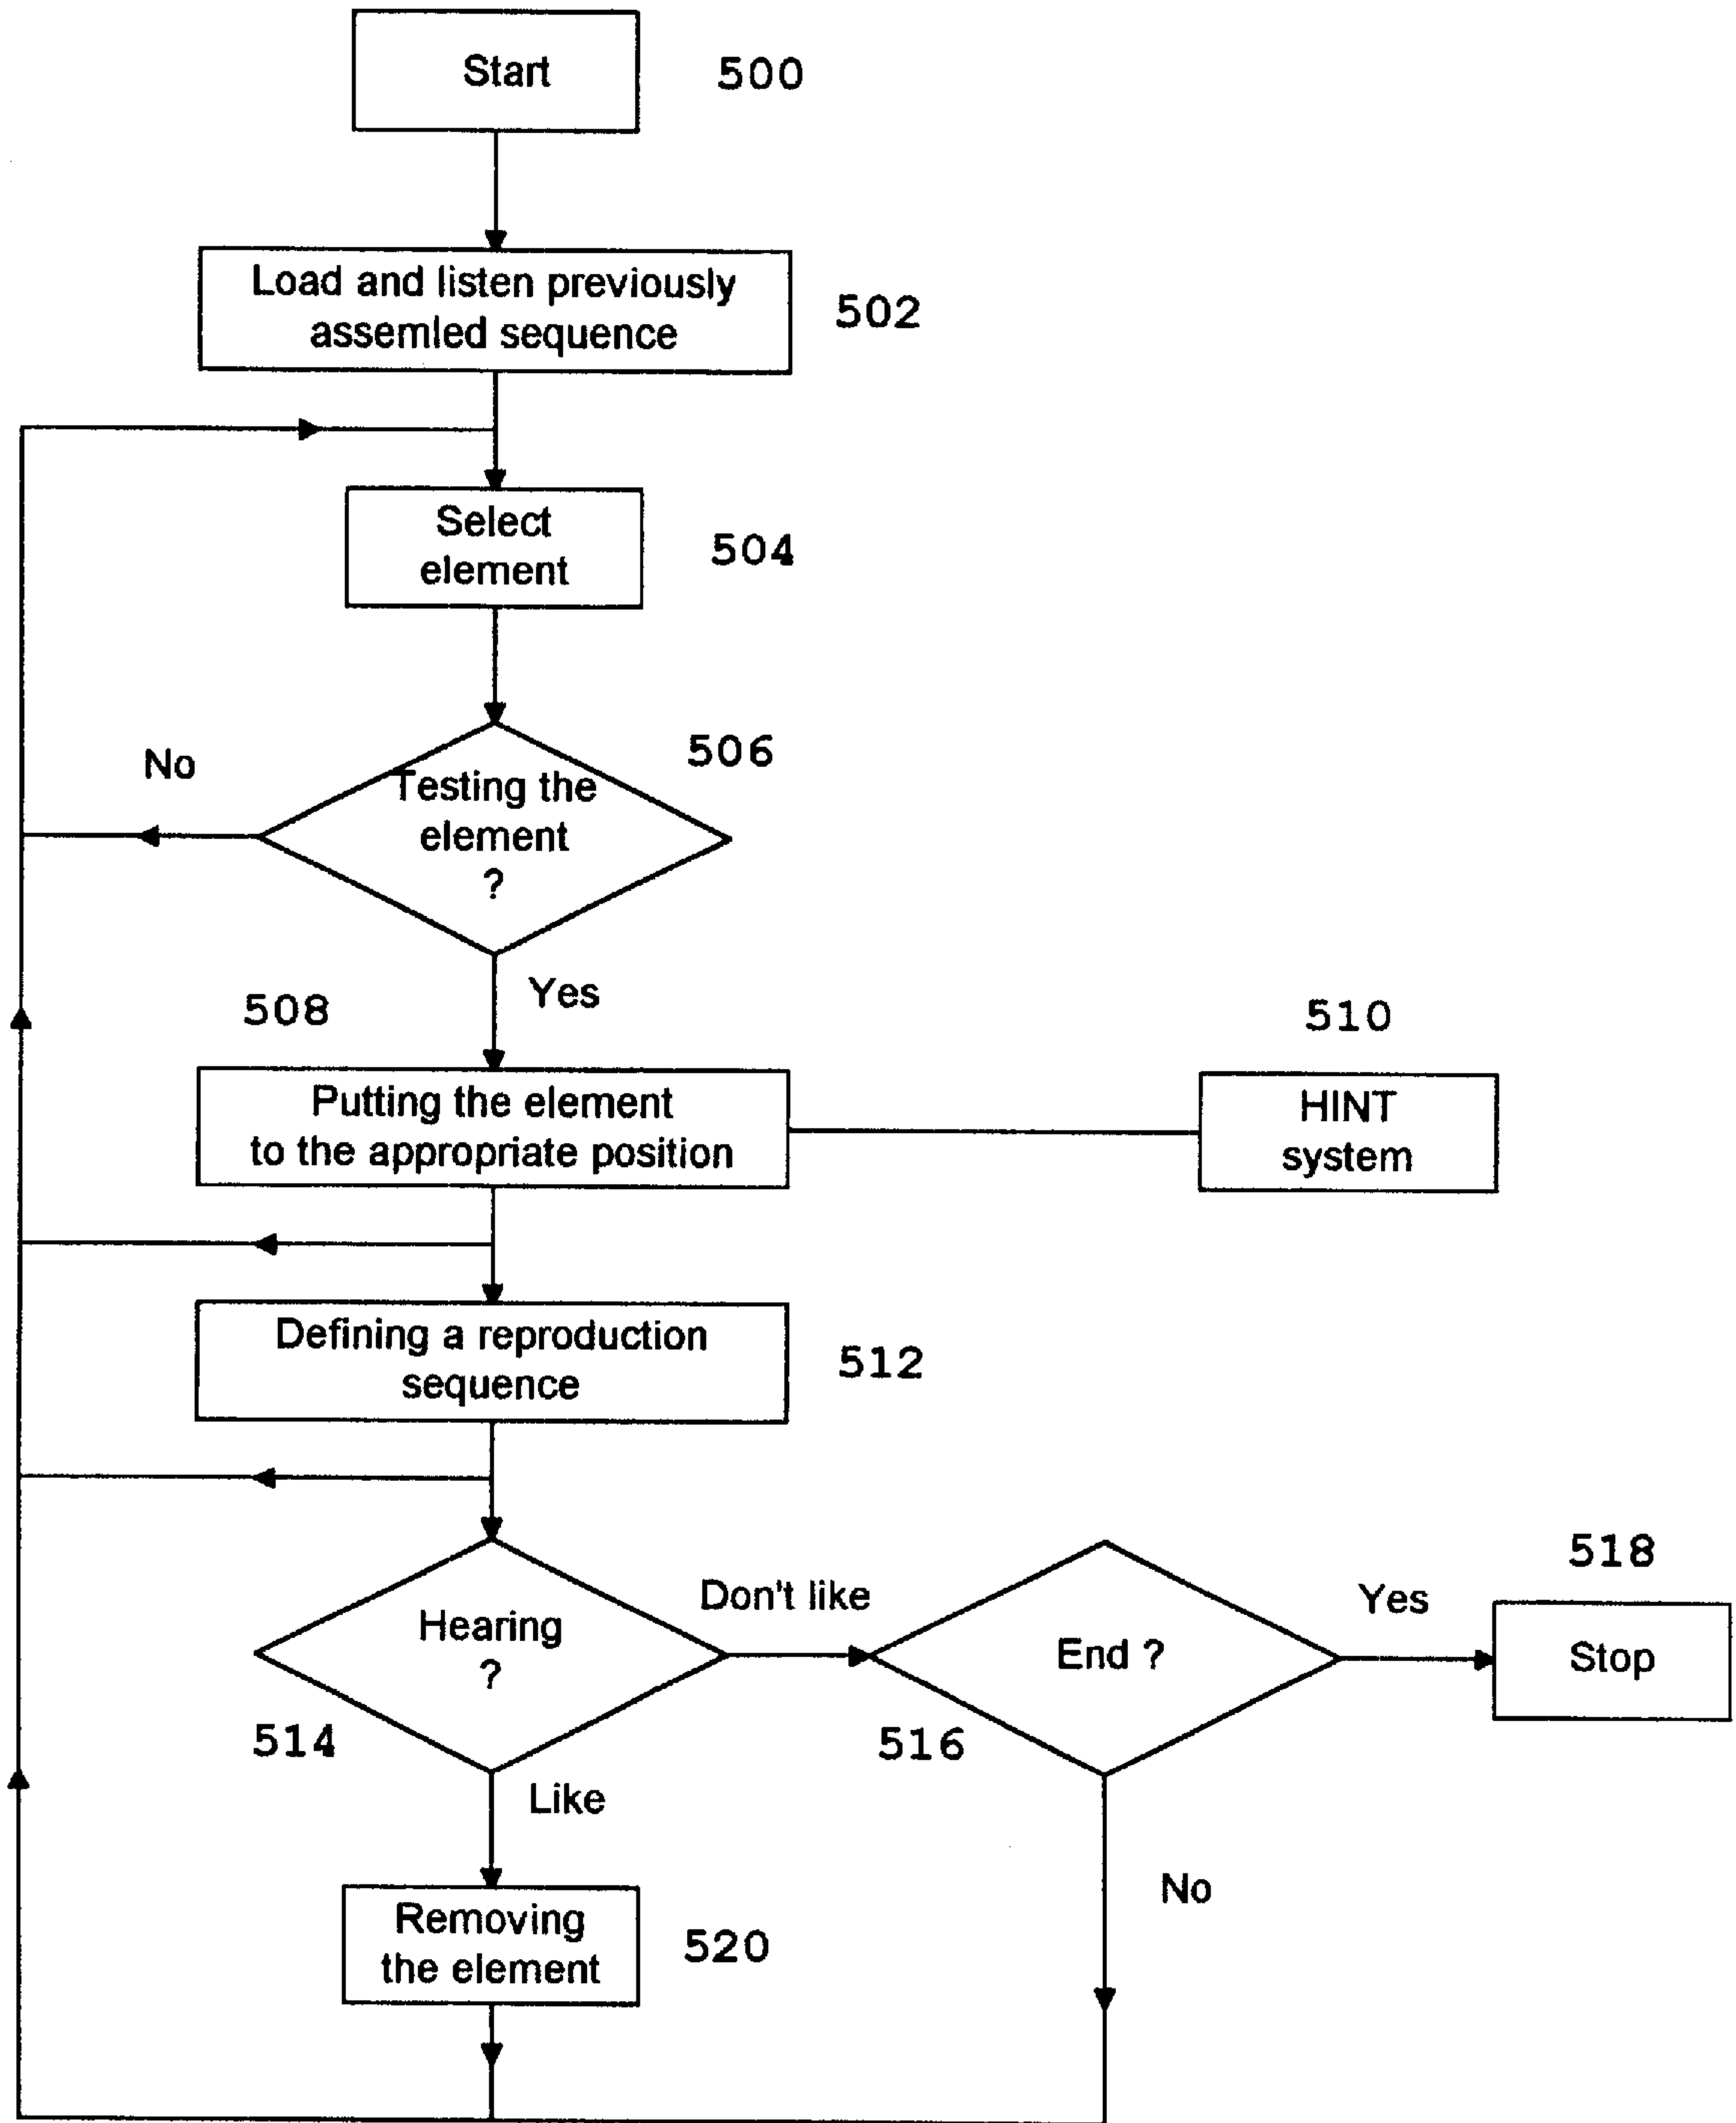 Start
500
Load and listen previously
assemled sequence
502
Select
element
504
506
No
Testing the
element
?
Yes
508
510
Putting the element
to the appropriate position
HINT
system
Defining a reproduction
sequence
512
518
Don't like
Yes
Hearing
?
End ?
Stop
514
516
Like
No
Removing
the element
520